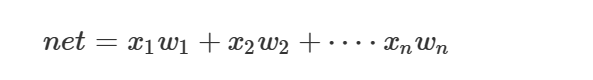 net = x₁w₁ + x₂w₂ + ···· xₙwₙ